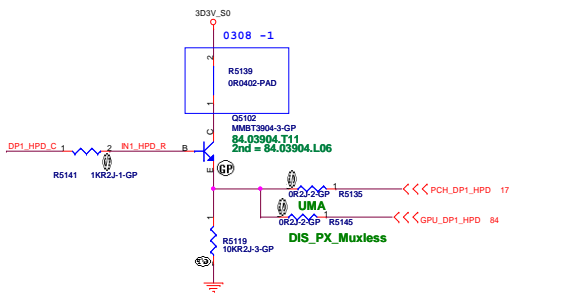 3D3V_S0
0308 -1
2
R5139
0R0402-PAD
1
Q5102
MMBT3904-3-GP
84.03904.T11
2nd = 84.03904.L06
C
DP1_HPD_C 1 2 IN1_HPD_R B
R5141 1KR2J-1-GP
E
GP
1 PCH_DP1_HPD 17
0R2J-2-GP R5135
UMA
1 GPU_DP1_HPD 84
0R2J-2-GP R5145
DIS_PX_Muxless
1
R5119
10KR2J-3-GP